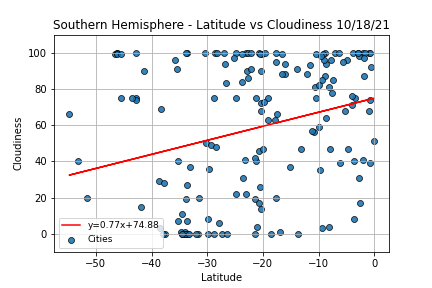 Southern Hemisphere - Latitude vs Cloudiness 10/18/21
Cloudiness
100
80
60
40
20
0
y=0.77x+74.88
Cities
−50
−40
−30
−20
−10
0
Latitude